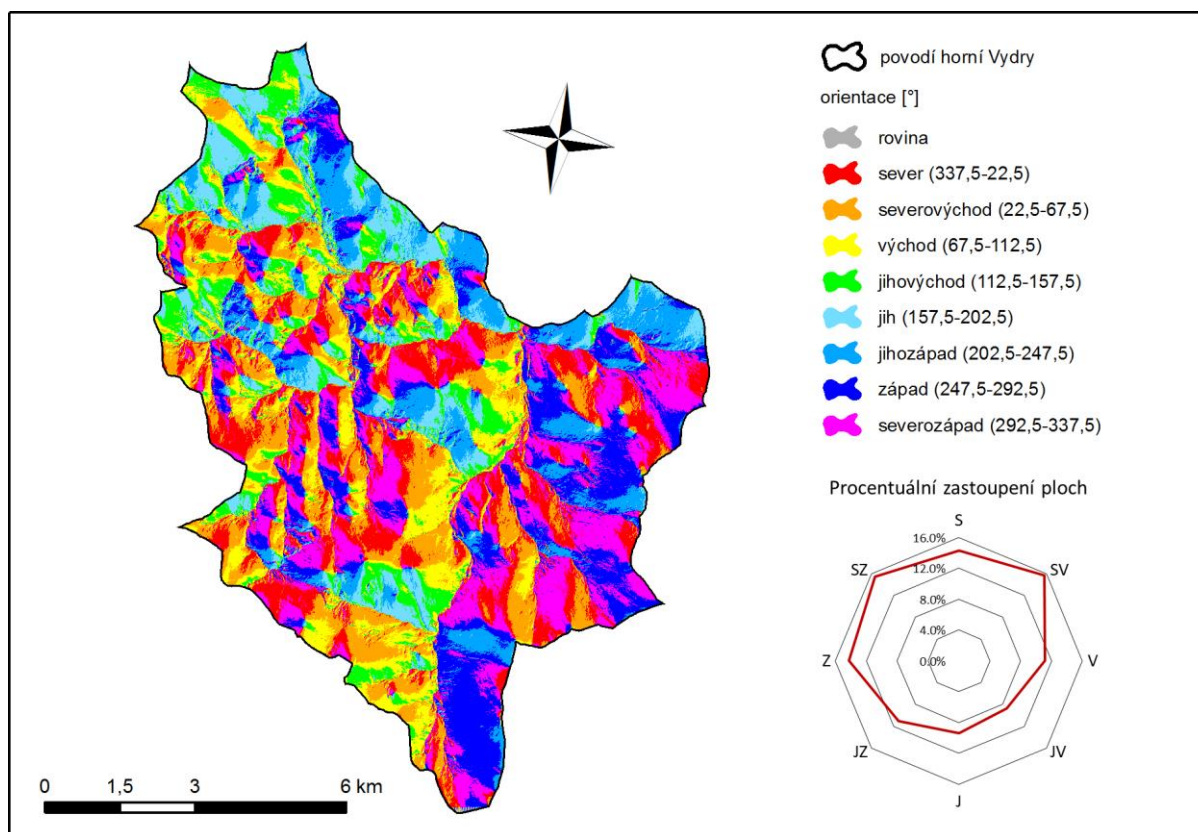 povodí horní Vydry
orientace [°]
rovina
sever (337,5-22,5)
severovýchod (22,5-67,5)
východ (67,5-112,5)
jihovýchod (112,5-157,5)
jih (157,5-202,5)
jihozápad (202,5-247,5)
západ (247,5-292,5)
severozápad (292,5-337,5)
Procentuální zastoupení ploch
S
16.0%
SZ
SV
12.0%
8.0%
4.0%
Z
0.0%
V
JZ
JV
J
0 1,5 3 6 km